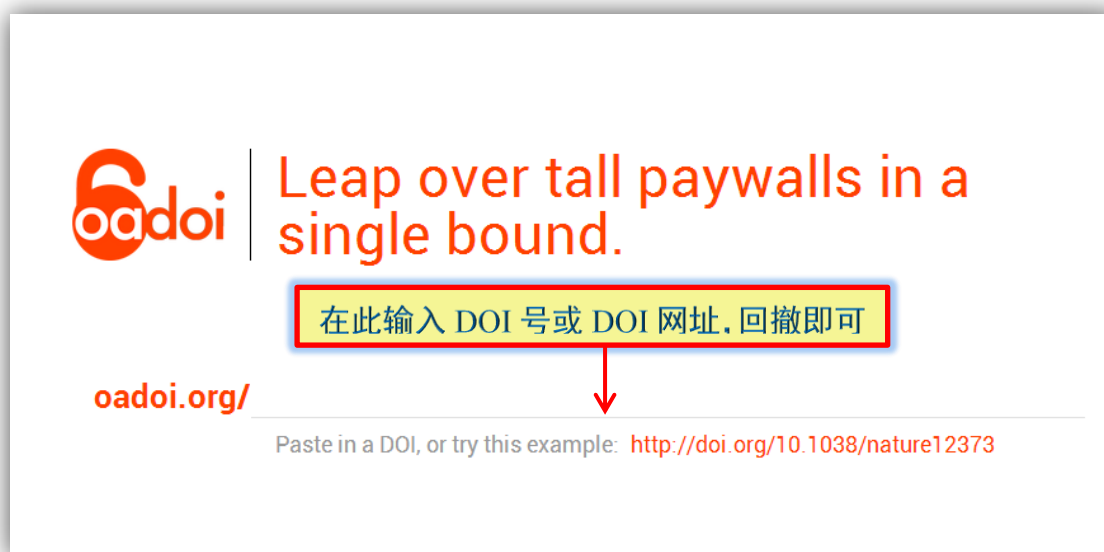 oadoi
Leap over tall paywalls in a
single bound.
在此输入 DOI 号或 DOI 网址,回撤即可
oadoi.org/
Paste in a DOI, or try this example: http://doi.org/10.1038/nature12373